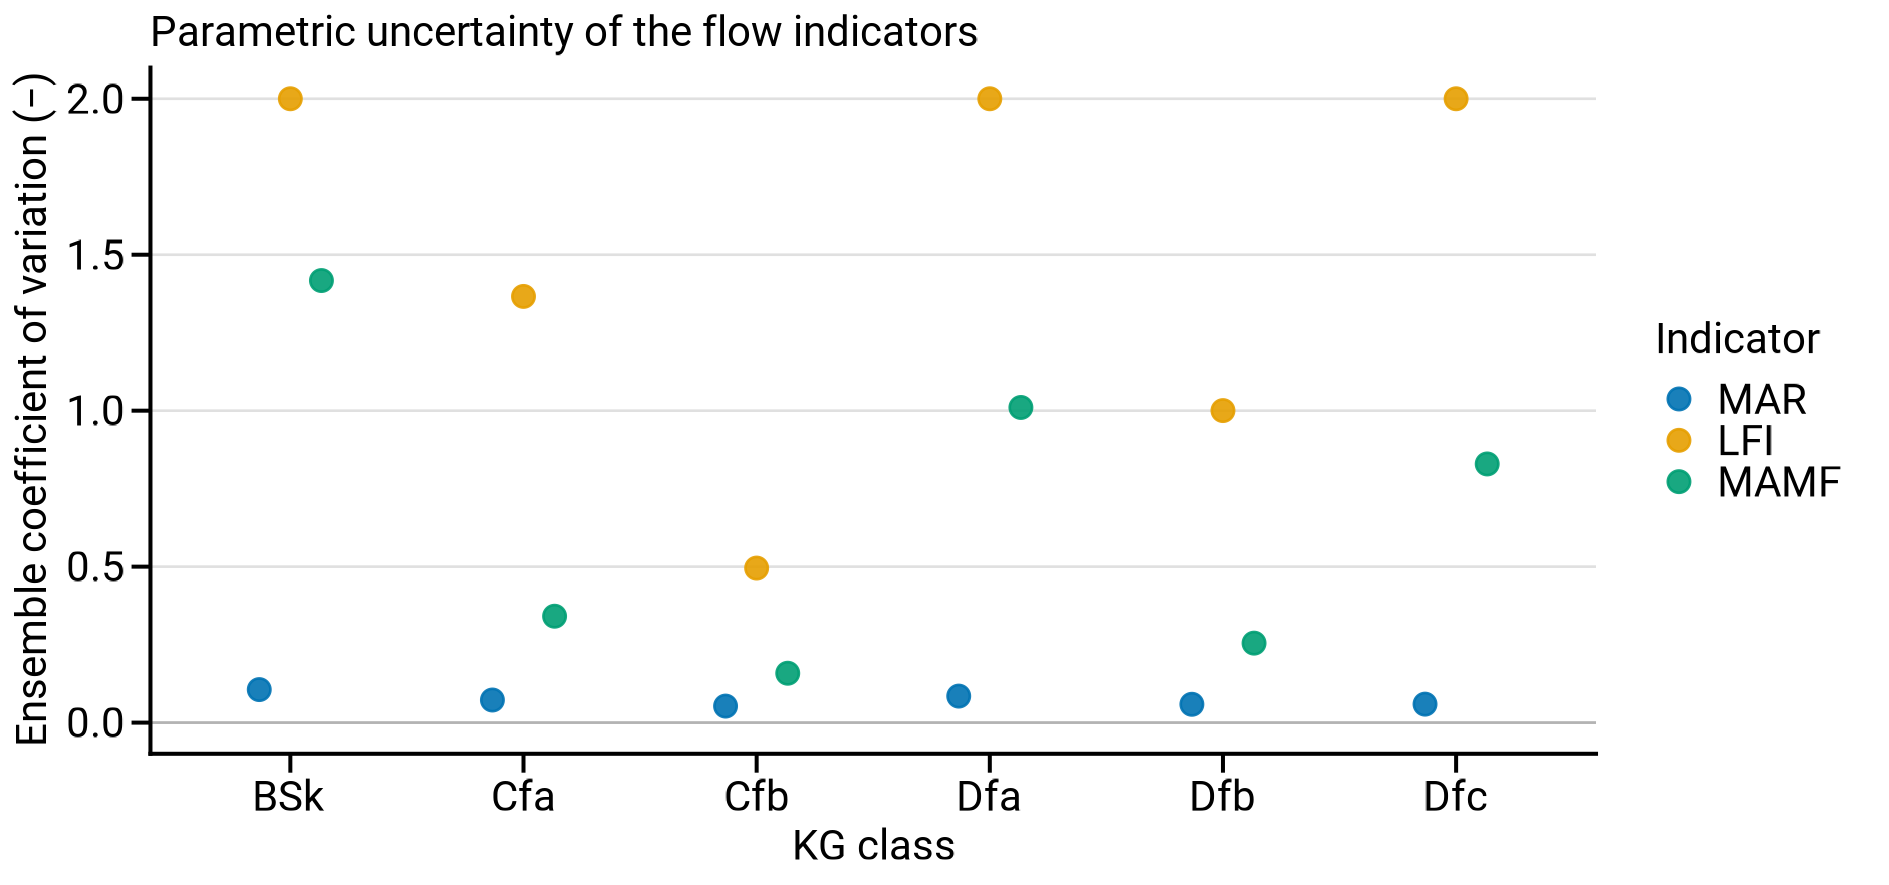 Parametric uncertainty of the flow indicators
Ensemble coefficient of variation (−)
2.0
1.5
1.0
0.5
0.0
BSk
Cfa
Cfb
Dfa
Dfb
Dfc
KG class
Indicator
MAR
LFI
MAMF